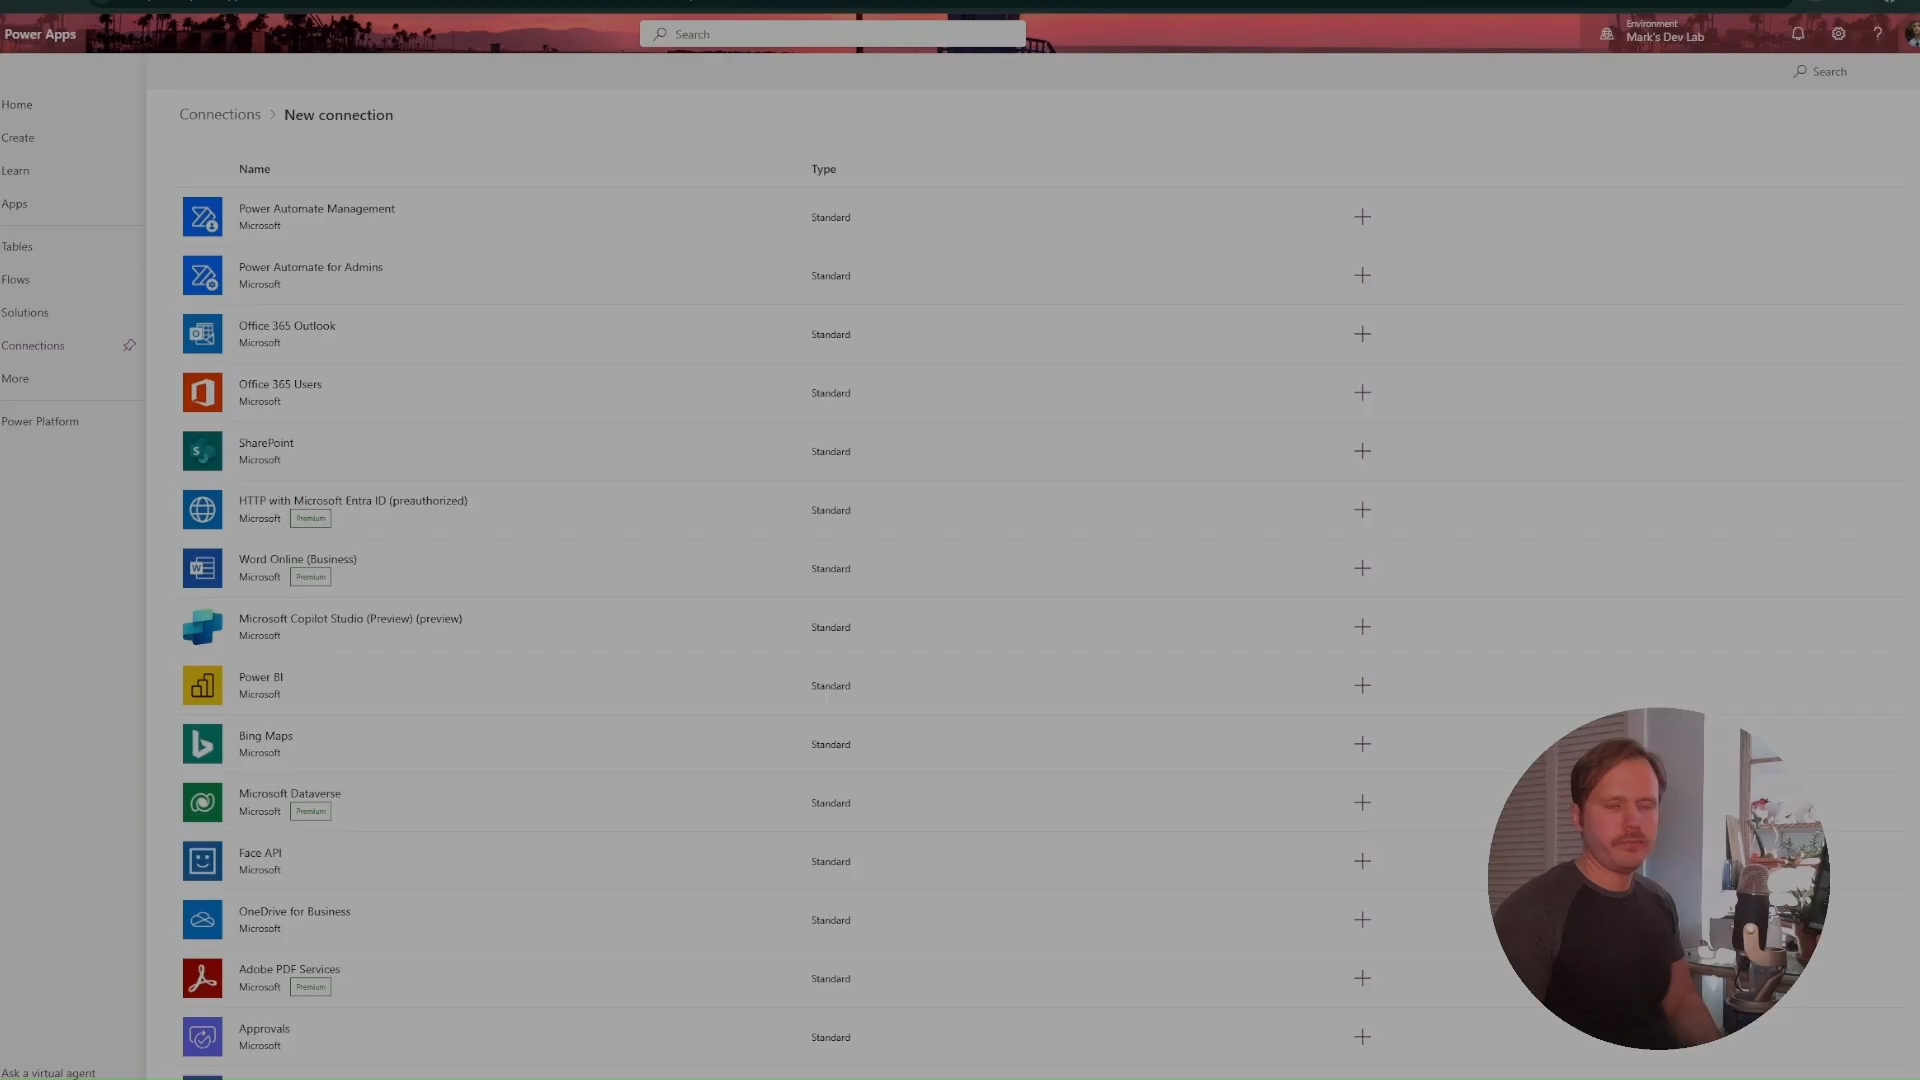 Power Apps
Search
Environment
Mark's Dev Lab
Search
Home
Create
Learn
Apps
Tables
Flows
Solutions
Connections
More
Power Platform
Ask a virtual agent
Connections > New connection
Name Type
Power Automate Management
Microsoft
Standard
Power Automate for Admins
Microsoft
Standard
Office 365 Outlook
Microsoft
Standard
Office 365 Users
Microsoft
Standard
SharePoint
Microsoft
Standard
HTTP with Microsoft Entra ID (preauthorized)
Microsoft Premium
Standard
Word Online (Business)
Microsoft Premium
Standard
Microsoft Copilot Studio (Preview) (preview)
Microsoft
Standard
Power BI
Microsoft
Standard
Bing Maps
Microsoft
Standard
Microsoft Dataverse
Microsoft Premium
Standard
Face API
Microsoft
Standard
OneDrive for Business
Microsoft
Standard
Adobe PDF Services
Microsoft Premium
Standard
Approvals
Microsoft
Standard